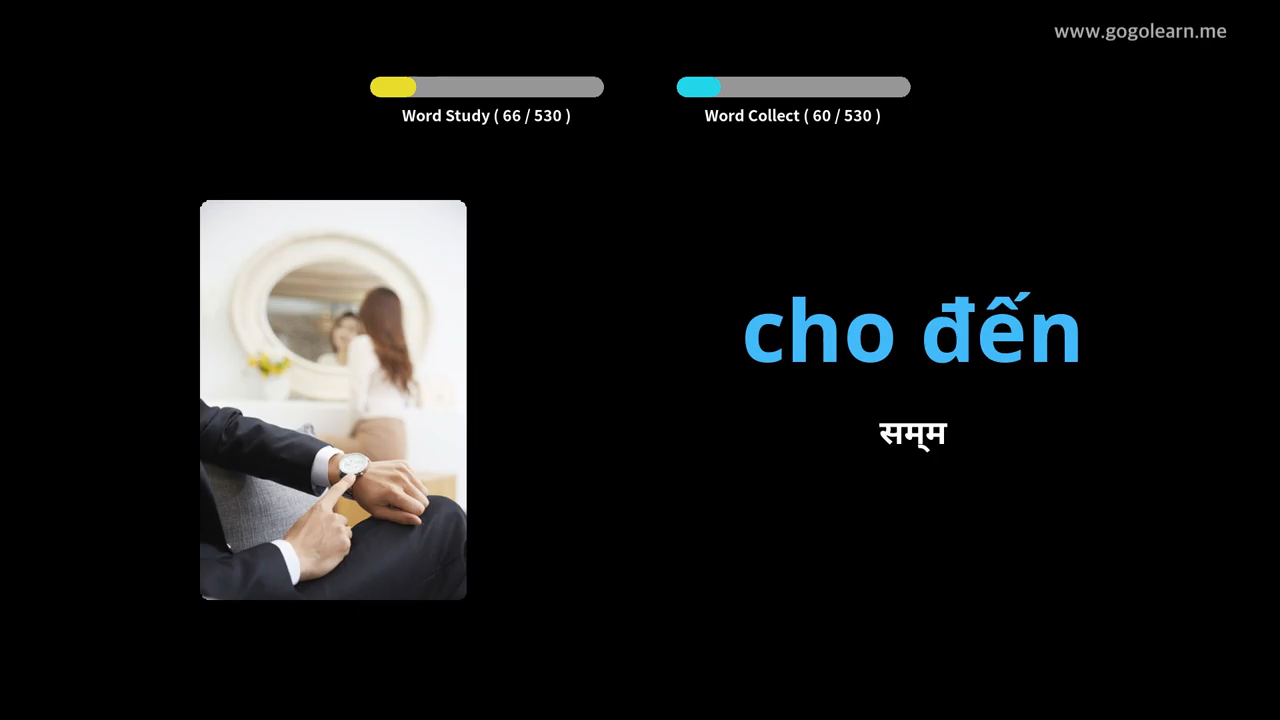 www.gogolearn.me
Word Study ( 66 / 530 )
Word Collect ( 60 / 530 )
cho đến
सम्‌म